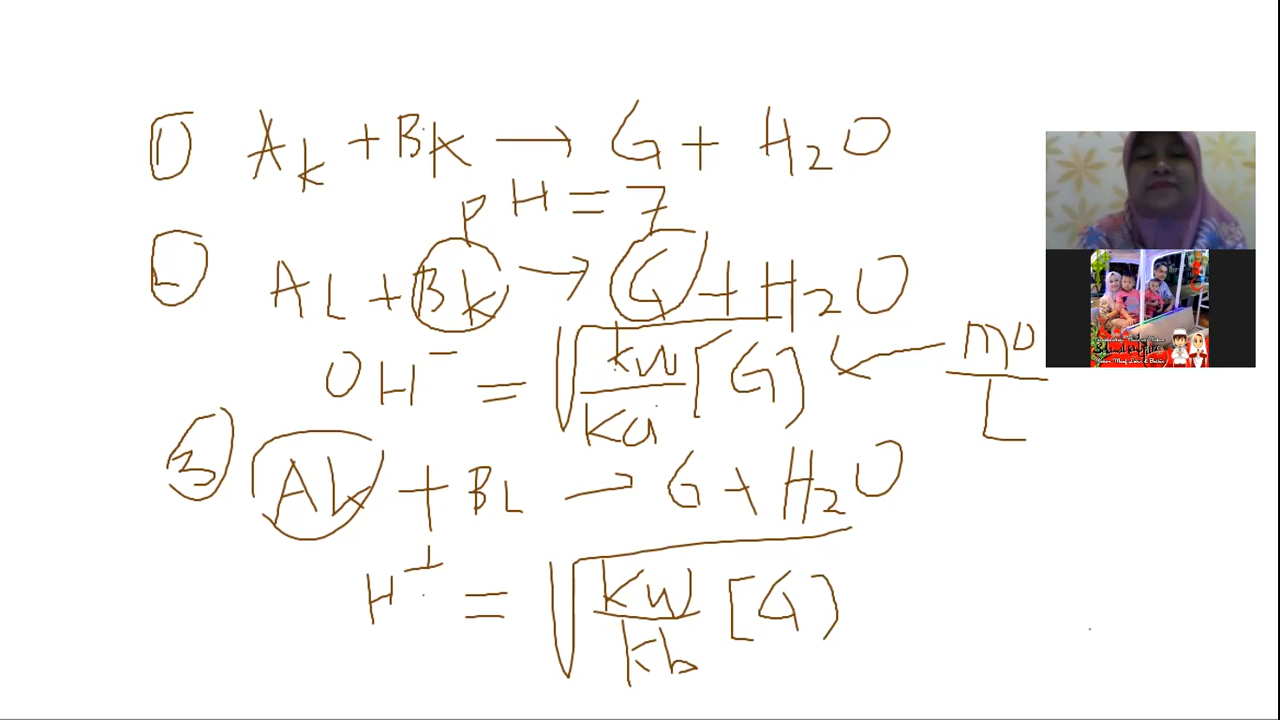 1) AK + BK → G + H2O
pH = 7
2 AL + BK → G + H2O
OH⁻ = √Kw/Ka [G] ← mo/L
3 AK + BL → G + H2O
H⁺ = √Kw/Kb [G]